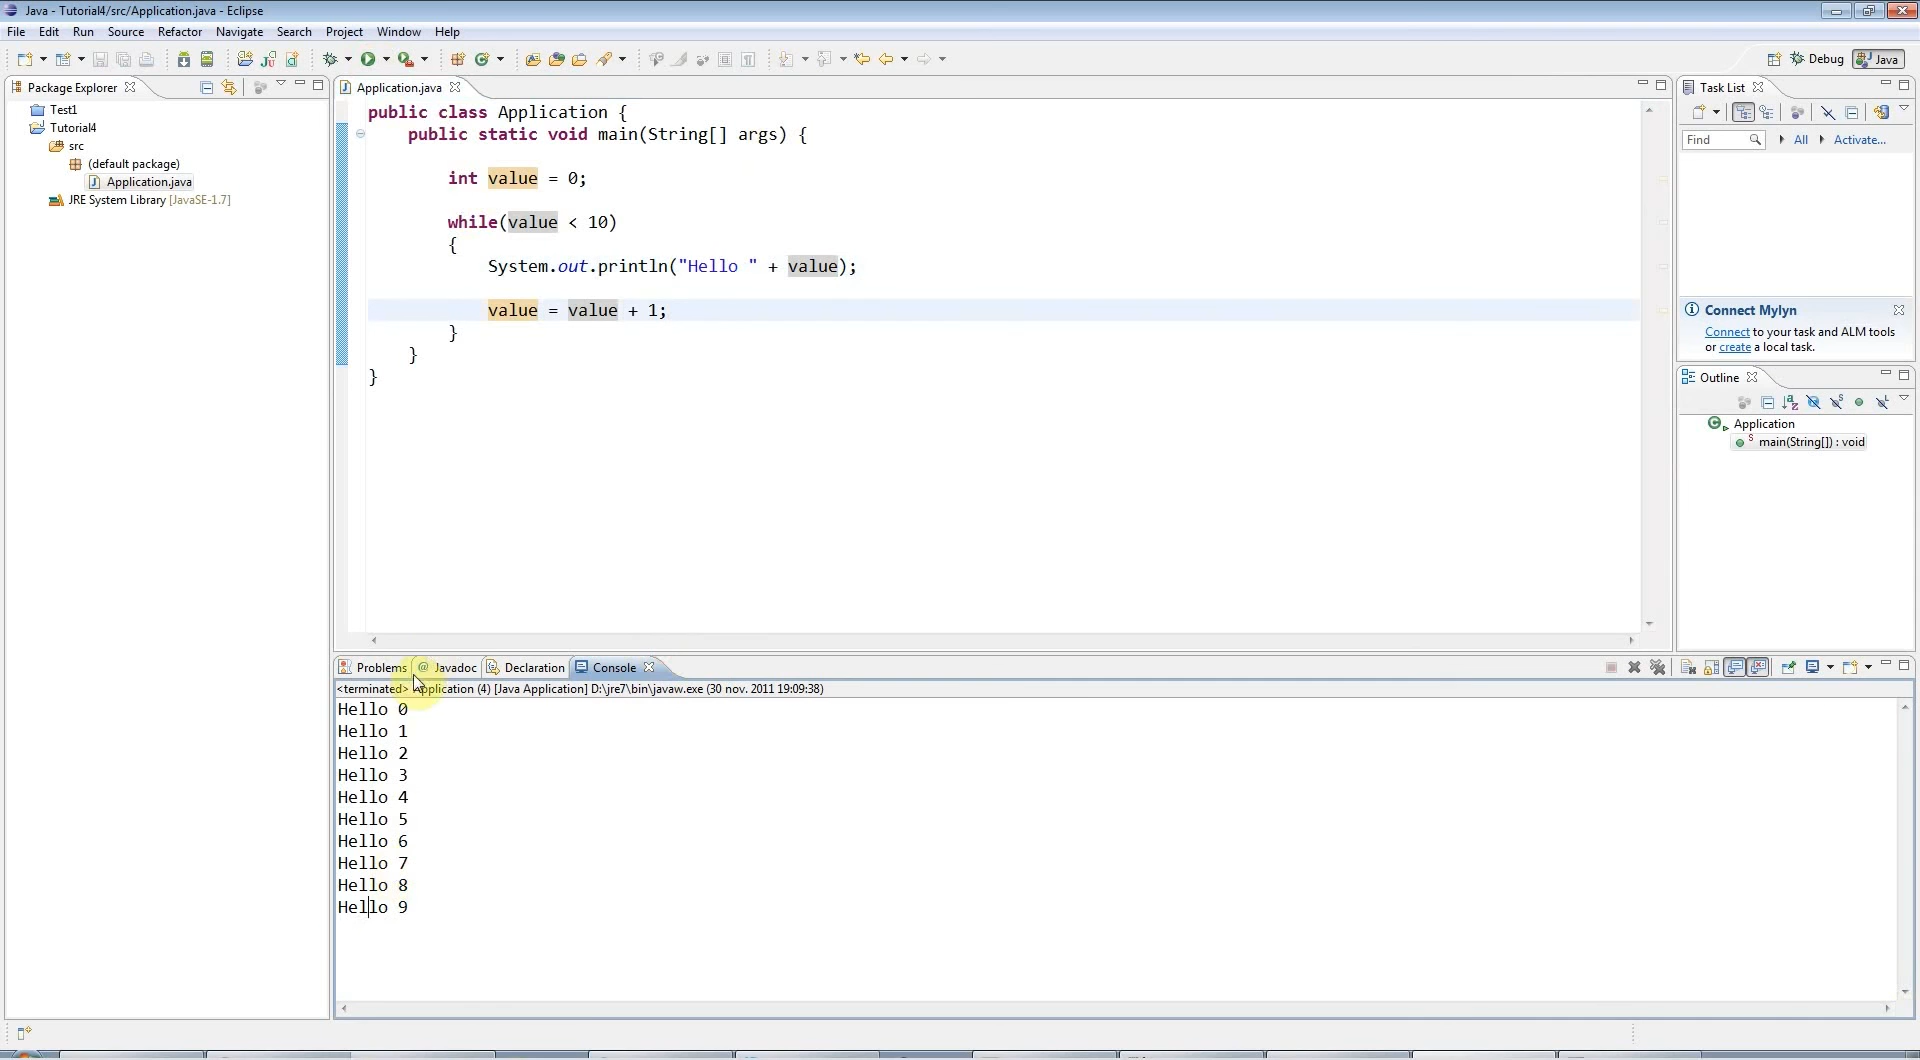 Java - Tutorial4/src/Application.java - Eclipse
File Edit Run Source Refactor Navigate Search Project Window Help
Debug Java
Package Explorer
Test1
Tutorial4
src
(default package)
Application.java
JRE System Library [JavaSE-1.7]
Application.java
public class Application {
public static void main(String[] args) {
int value = 0;
while(value < 10)
{
System.out.println("Hello " + value);
value = value + 1;
}
}
}
Task List
Find All Activate...
Connect Mylyn
Connect to your task and ALM tools
or create a local task.
Outline
Application
main(String[]) : void
Problems @ Javadoc Declaration Console
<terminated> Application (4) [Java Application] D:\jre7\bin\javaw.exe (30 nov. 2011 19:09:38)
Hello 0
Hello 1
Hello 2
Hello 3
Hello 4
Hello 5
Hello 6
Hello 7
Hello 8
Hello 9